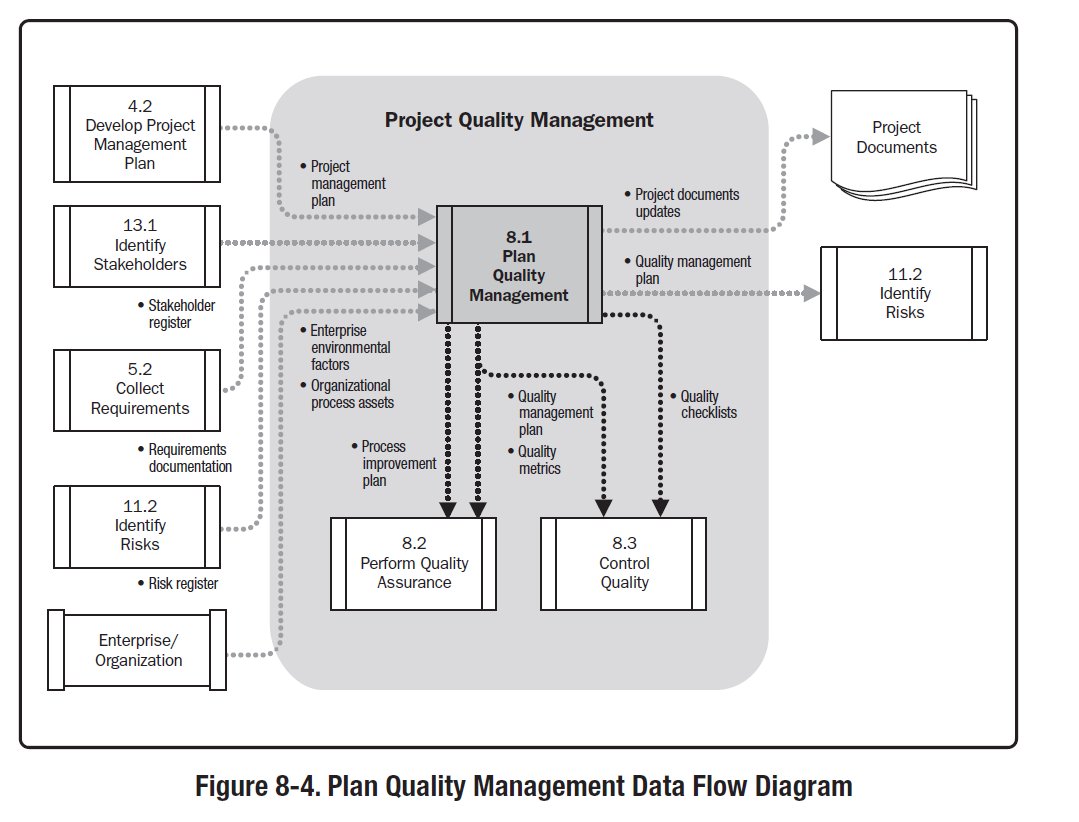 4.2
Develop Project
Management
Plan
Project Quality Management
Project
Documents
• Project
management
plan
• Project documents
updates
13.1
Identify
Stakeholders
8.1
Plan
Quality
Management
• Quality management
plan
11.2
Identify
Risks
• Stakeholder
register
• Enterprise
environmental
factors
• Organizational
process assets
5.2
Collect
Requirements
• Quality
management
plan
• Quality
metrics
• Quality
checklists
• Requirements
documentation
• Process
improvement
plan
11.2
Identify
Risks
8.2
Perform Quality
Assurance
8.3
Control
Quality
• Risk register
Enterprise/
Organization
Figure 8-4. Plan Quality Management Data Flow Diagram